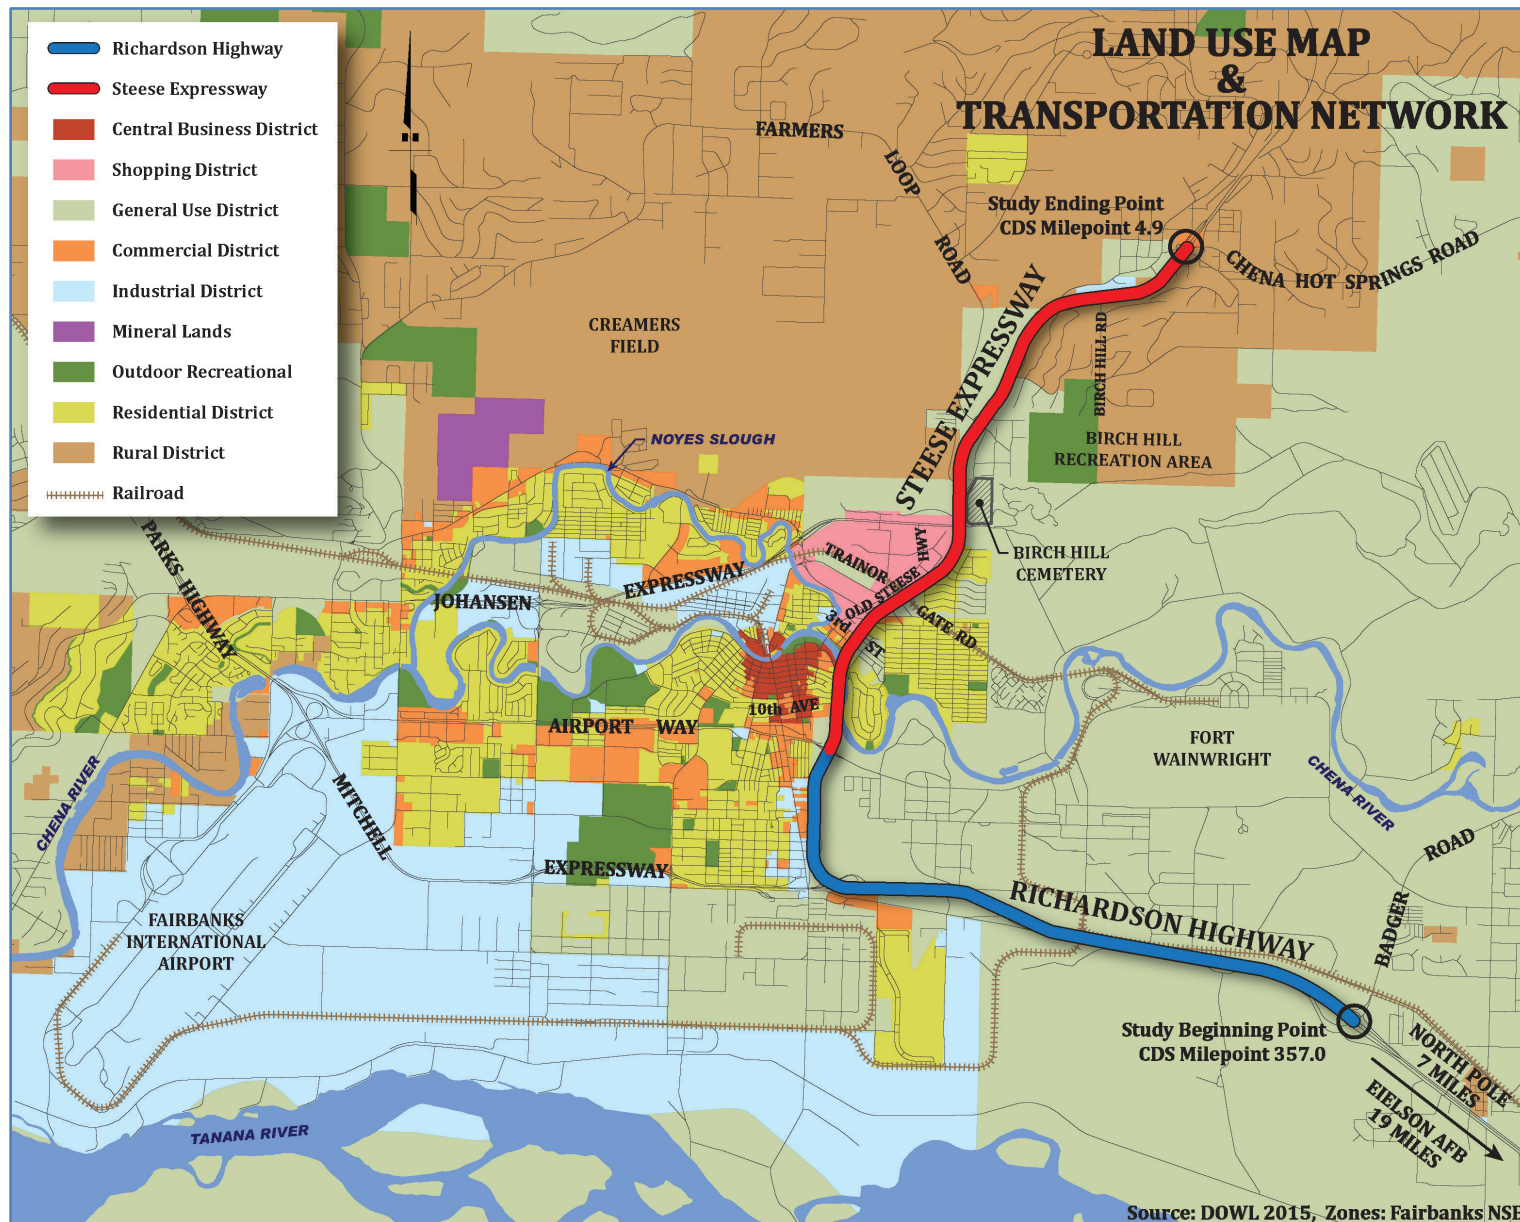 LAND USE MAP
&
TRANSPORTATION NETWORK
Richardson Highway
Steese Expressway
Central Business District
Shopping District
General Use District
Commercial District
Industrial District
Mineral Lands
Outdoor Recreational
Residential District
Rural District
Railroad
FARMERS
LOOP
ROAD
Study Ending Point
CDS Milepoint 4.9
CHENA HOT SPRINGS ROAD
STEESE EXPRESSWAY
BIRCH HILL RD
CREAMERS
FIELD
NOYES SLOUGH
BIRCH HILL
RECREATION AREA
BIRCH HILL
CEMETERY
PARKS HIGHWAY
JOHANSEN
EXPRESSWAY
TRAINOR
GATE RD
OLD STEESE
HWY
3rd
ST
10th AVE
AIRPORT WAY
FORT
WAINWRIGHT
CHENA RIVER
CHENA RIVER
MITCHELL
EXPRESSWAY
BADGER
ROAD
RICHARDSON HIGHWAY
FAIRBANKS
INTERNATIONAL
AIRPORT
Study Beginning Point
CDS Milepoint 357.0
NORTH POLE
7 MILES
EIELSON AFB
19 MILES
TANANA RIVER
Source: DOWL 2015, Zones: Fairbanks NSB